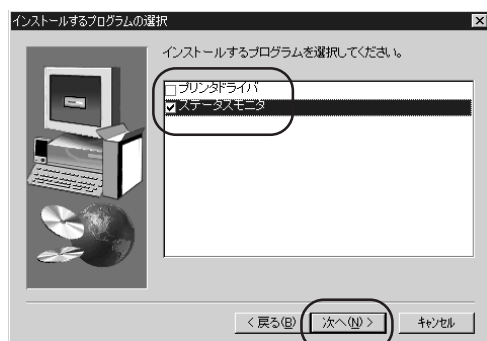 インストールするプログラムの選択
インストールするプログラムを選択してください。
プリンタドライバ
ステータスモニタ
< 戻る(B)
次へ(N) >
キャンセル